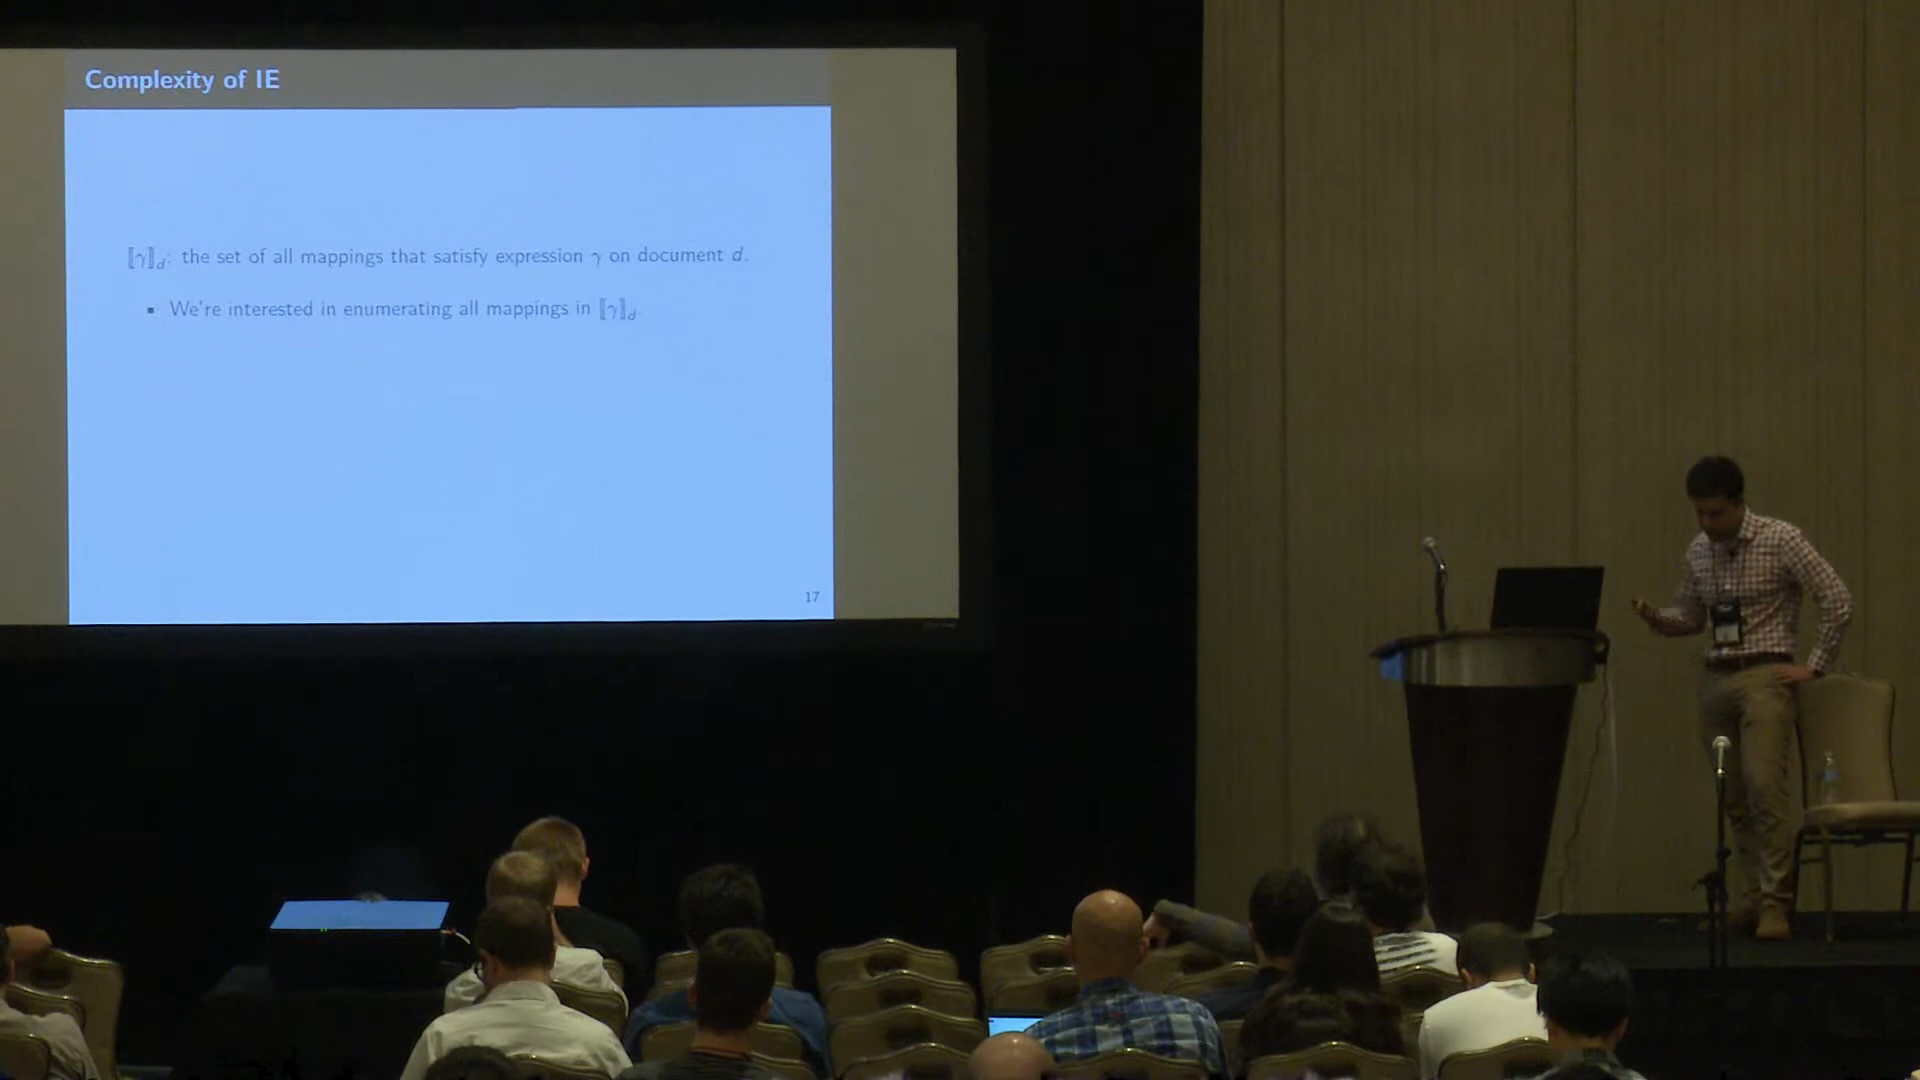 Complexity of IE
⟦γ⟧d: the set of all mappings that satisfy expression γ on document d.
▪ We're interested in enumerating all mappings in ⟦γ⟧d.
17